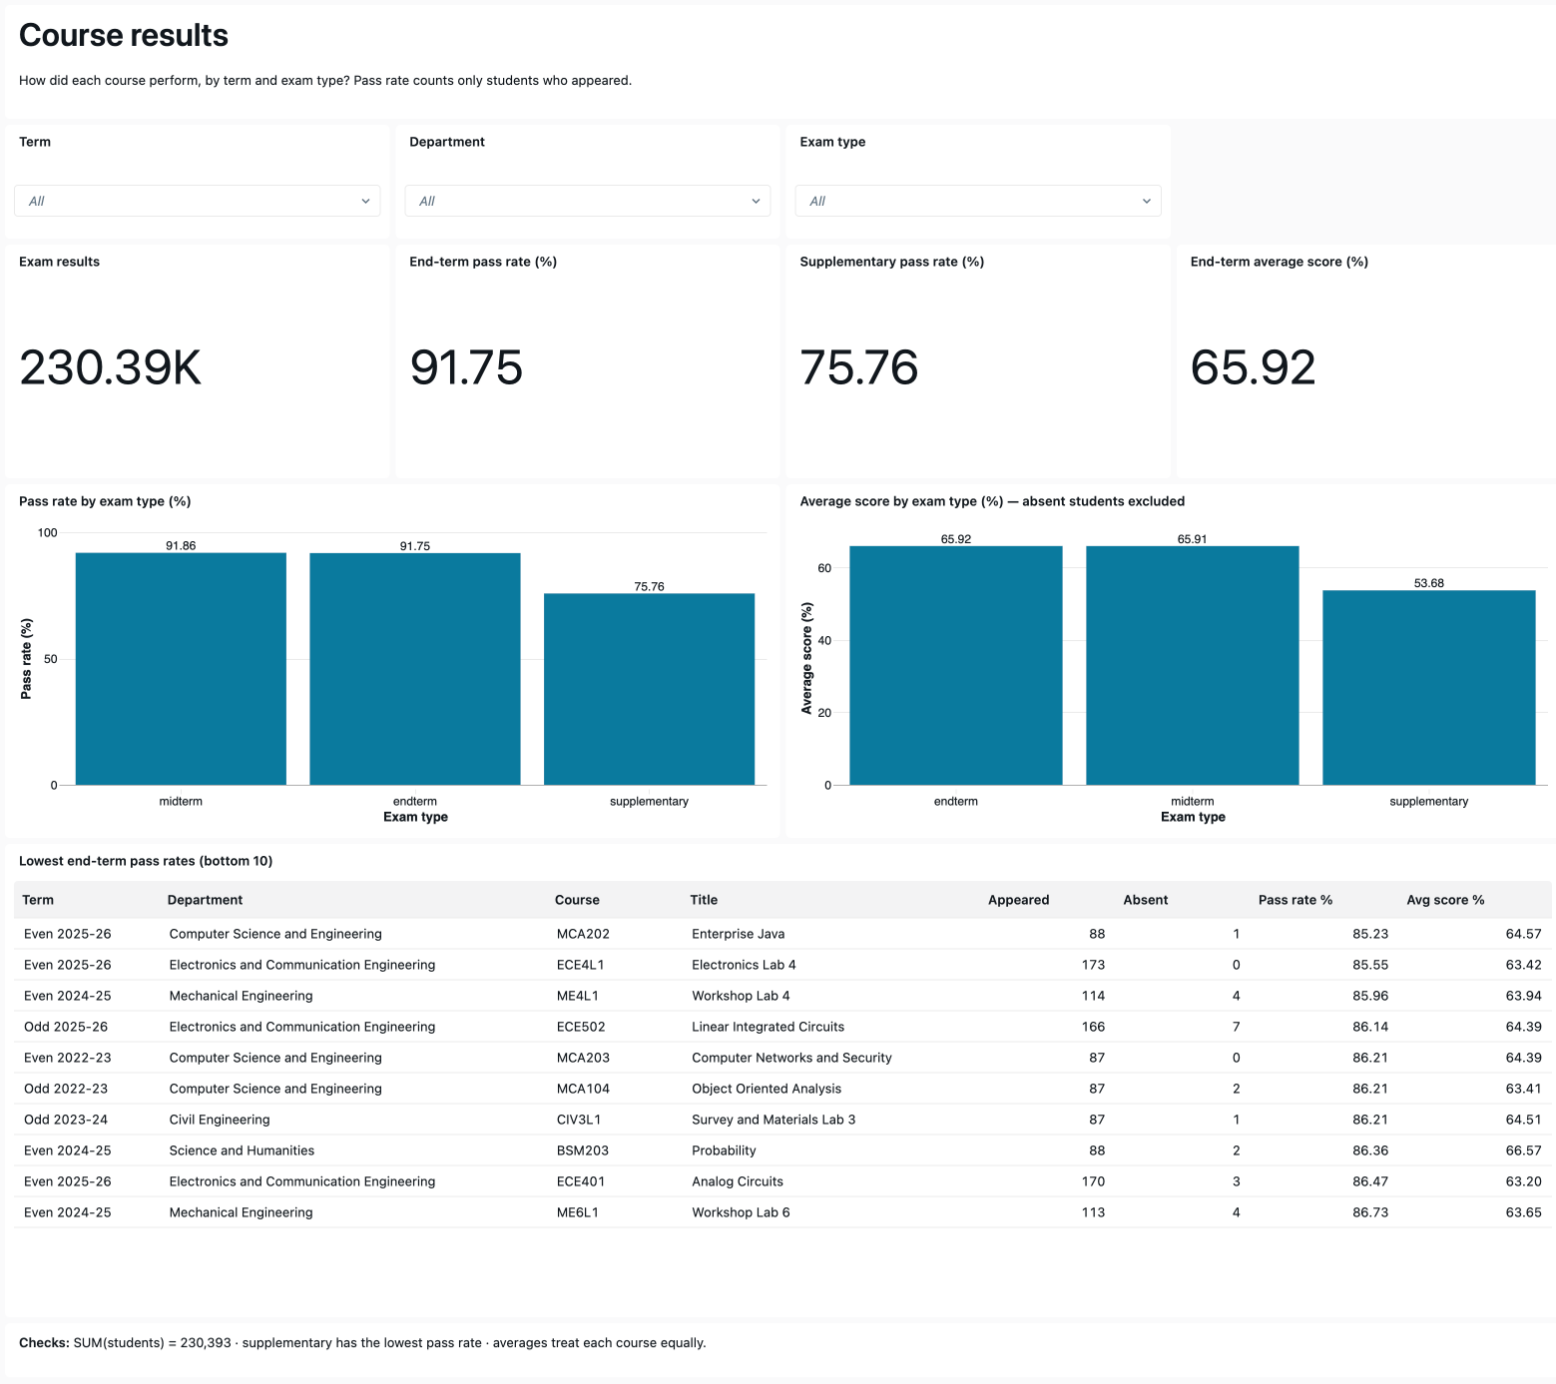 Course results
How did each course perform, by term and exam type? Pass rate counts only students who appeared.
Term Department Exam type
All All All
Exam results End-term pass rate (%) Supplementary pass rate (%) End-term average score (%)
230.39K 91.75 75.76 65.92
Pass rate by exam type (%)
100
50
0
Pass rate (%)
91.86 91.75 75.76
midterm endterm supplementary
Exam type
Average score by exam type (%) — absent students excluded
60
40
20
0
Average score (%)
65.92 65.91 53.68
endterm midterm supplementary
Exam type
Lowest end-term pass rates (bottom 10)
Term Department Course Title Appeared Absent Pass rate % Avg score %
Even 2025-26 Computer Science and Engineering MCA202 Enterprise Java 88 1 85.23 64.57
Even 2025-26 Electronics and Communication Engineering ECE4L1 Electronics Lab 4 173 0 85.55 63.42
Even 2024-25 Mechanical Engineering ME4L1 Workshop Lab 4 114 4 85.96 63.94
Odd 2025-26 Electronics and Communication Engineering ECE502 Linear Integrated Circuits 166 7 86.14 64.39
Even 2022-23 Computer Science and Engineering MCA203 Computer Networks and Security 87 0 86.21 64.39
Odd 2022-23 Computer Science and Engineering MCA104 Object Oriented Analysis 87 2 86.21 63.41
Odd 2023-24 Civil Engineering CIV3L1 Survey and Materials Lab 3 87 1 86.21 64.51
Even 2024-25 Science and Humanities BSM203 Probability 88 2 86.36 66.57
Even 2025-26 Electronics and Communication Engineering ECE401 Analog Circuits 170 3 86.47 63.20
Even 2024-25 Mechanical Engineering ME6L1 Workshop Lab 6 113 4 86.73 63.65
Checks: SUM(students) = 230,393 · supplementary has the lowest pass rate · averages treat each course equally.